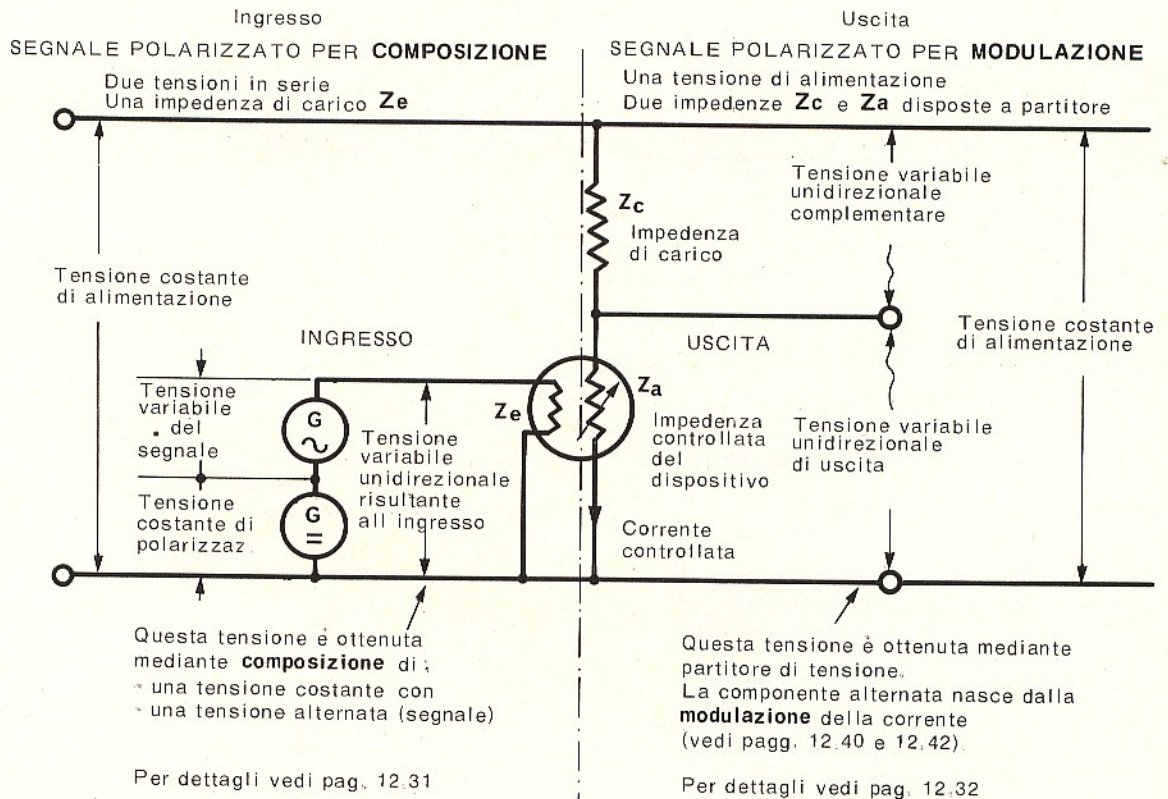 Ingresso
SEGNALE POLARIZZATO PER COMPOSIZIONE
Due tensioni in serie
Una impedenza di carico Ze
Uscita
SEGNALE POLARIZZATO PER MODULAZIONE
Una tensione di alimentazione
Due impedenze Zc e Za disposte a partitore
Tensione costante
di alimentazione
INGRESSO
Tensione
variabile
del
segnale
Tensione
costante di
polarizzaz.
G
G
=
Tensione
variabile
unidirezionale
risultante
all ingresso
Ze
Zc
Impedenza
di carico
USCITA
Za
Impedenza
controllata
del
dispositivo
Corrente
controllata
Tensione variabile
unidirezionale
complementare
Tensione variabile
unidirezionale
di uscita
Tensione costante
di alimentazione
Questa tensione è ottenuta
mediante composizione di:
- una tensione costante con
- una tensione alternata (segnale)
Per dettagli vedi pag. 12.31
Questa tensione è ottenuta mediante
partitore di tensione.
La componente alternata nasce dalla
modulazione della corrente
(vedi pagg. 12.40 e 12.42).
Per dettagli vedi pag. 12.32